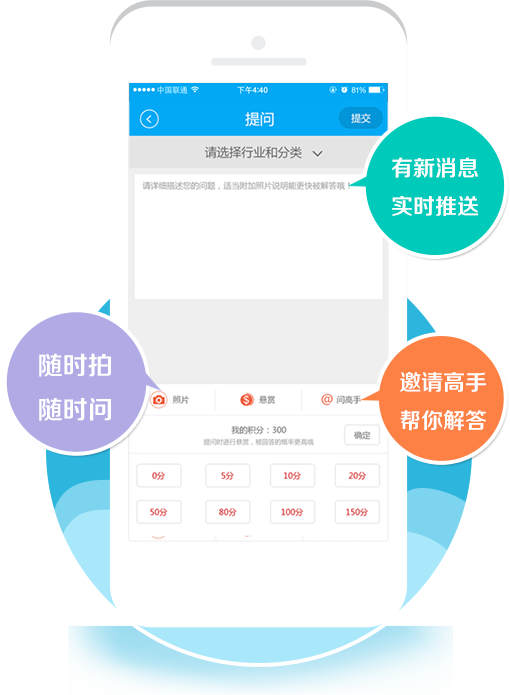 中国联通 下午4:40 81%
提问 提交
请选择行业和分类
请详细描述您的问题，适当附加照片说明能更快被解答哦！
有新消息
实时推送
随时拍
随时问
邀请高手
帮你解答
照片 悬赏 @问高手
我的积分：300
提问时进行悬赏，被回答的概率更高哦
确定
0分 5分 10分 20分
50分 80分 100分 150分